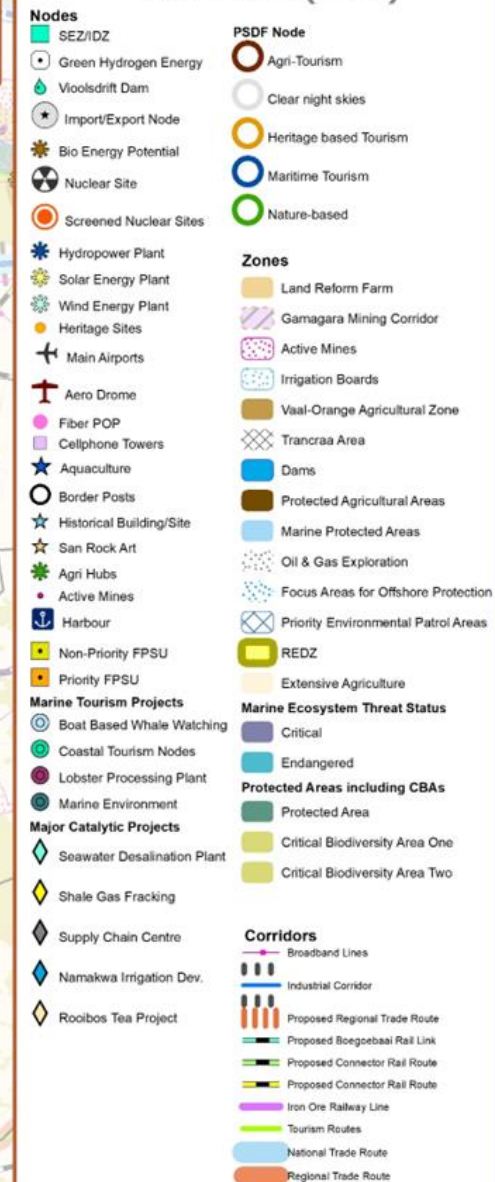 Nodes
SEZ/IDZ
Green Hydrogen Energy
Vioolsdrift Dam
Import/Export Node
Bio Energy Potential
Nuclear Site
Screened Nuclear Sites
Hydropower Plant
Solar Energy Plant
Wind Energy Plant
Heritage Sites
Main Airports
Aero Drome
Fiber POP
Cellphone Towers
Aquaculture
Border Posts
Historical Building/Site
San Rock Art
Agri Hubs
Active Mines
Harbour
Non-Priority FPSU
Priority FPSU
Marine Tourism Projects
Boat Based Whale Watching
Coastal Tourism Nodes
Lobster Processing Plant
Marine Environment
Major Catalytic Projects
Seawater Desalination Plant
Shale Gas Fracking
Supply Chain Centre
Namakwa Irrigation Dev.
Rooibos Tea Project
PSDF Node
Agri-Tourism
Clear night skies
Heritage based Tourism
Maritime Tourism
Nature-based
Zones
Land Reform Farm
Gamagara Mining Corridor
Active Mines
Irrigation Boards
Vaal-Orange Agricultural Zone
Trancraa Area
Dams
Protected Agricultural Areas
Marine Protected Areas
Oil & Gas Exploration
Focus Areas for Offshore Protection
Priority Environmental Patrol Areas
REDZ
Extensive Agriculture
Marine Ecosystem Threat Status
Critical
Endangered
Protected Areas including CBAs
Protected Area
Critical Biodiversity Area One
Critical Biodiversity Area Two
Corridors
Broadband Lines
Industrial Corridor
Proposed Regional Trade Route
Proposed Boegoebaai Rail Link
Proposed Connector Rail Route
Proposed Connector Rail Route
Iron Ore Railway Line
Tourism Routes
National Trade Route
Regional Trade Route